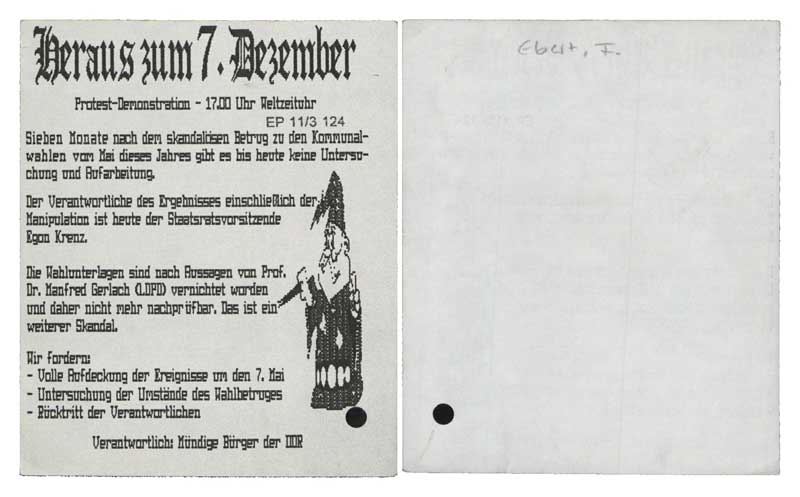 Heraus zum 7. Dezember
Protest-Demonstration - 17.00 Uhr Weltzeituhr
EP 11/3 124
Sieben Monate nach dem skandalösen Betrug zu den Kommunal-
wahlen vom Mai dieses Jahres gibt es bis heute keine Untersu-
chung und Aufarbeitung.
Der Verantwortliche des Ergebnisses einschließlich der
Manipulation ist heute der Staatsratsvorsitzende
Egon Krenz.
Die Wahlunterlagen sind nach Aussagen von Prof.
Dr. Manfred Gerlach (LDPD) vernichtet worden
und daher nicht mehr nachpröfbar. Das ist ein
weiterer Skandal.
Wir fordern:
- Volle Aufdeckung der Ereignisse um den 7. Mai
- Untersuchung der Umstände des Wahlbetruges
- Rücktritt der Verantwortlichen
Verantwortlich: Mündige Bürger der DDR
Ebert, F.